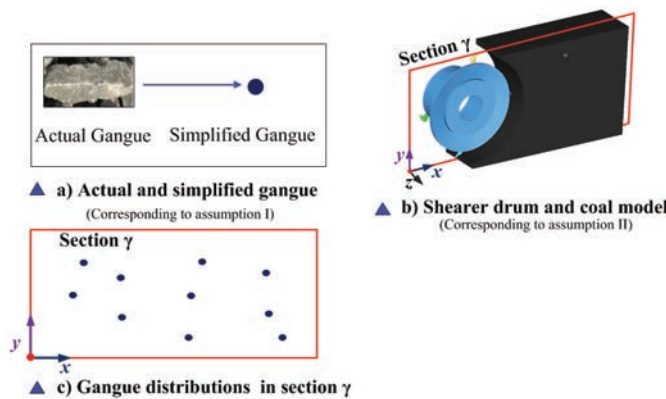 Actual Gangue
Simplified Gangue
a) Actual and simplified gangue
(Corresponding to assumption I)
Section γ
y
x
z
b) Shearer drum and coal model
(Corresponding to assumption II)
Section γ
y
x
c) Gangue distributions in section γ